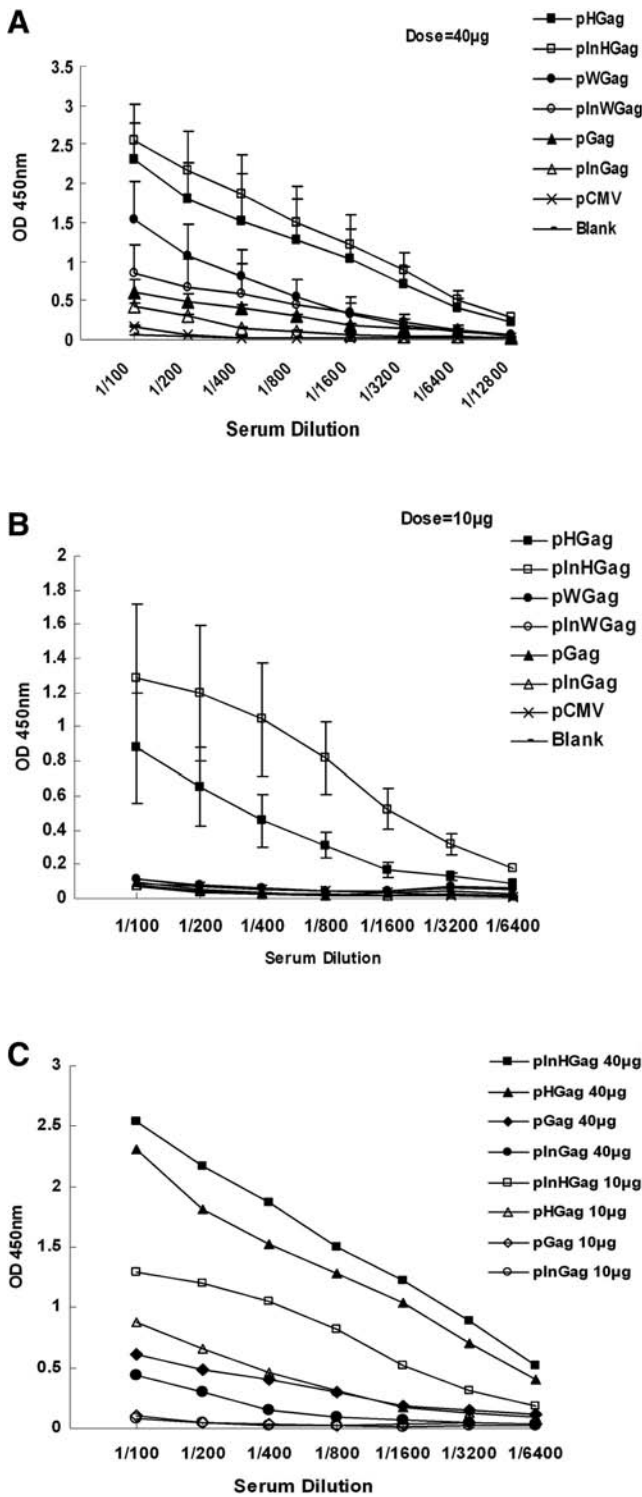 A
Dose=40µg
pHGag
pInHGag
pWGag
pInWGag
pGag
pInGag
pCMV
Blank
3.5
3
2.5
2
1.5
1
0.5
0
OD 450nm
1/100
1/200
1/400
1/800
1/1600
1/3200
1/6400
1/12800
Serum Dilution
B
Dose=10µg
pHGag
pInHGag
pWGag
pInWGag
pGag
pInGag
pCMV
Blank
2
1.8
1.6
1.4
1.2
1
0.8
0.6
0.4
0.2
0
OD 450nm
1/100 1/200 1/400 1/800 1/1600 1/3200 1/6400
Serum Dilution
C
pInHGag 40µg
pHGag 40µg
pGag 40µg
pInGag 40µg
pInHGag 10µg
pHGag 10µg
pGag 10µg
pInGag 10µg
3
2.5
2
1.5
1
0.5
0
OD 450nm
1/100 1/200 1/400 1/800 1/1600 1/3200 1/6400
Serum Dilution